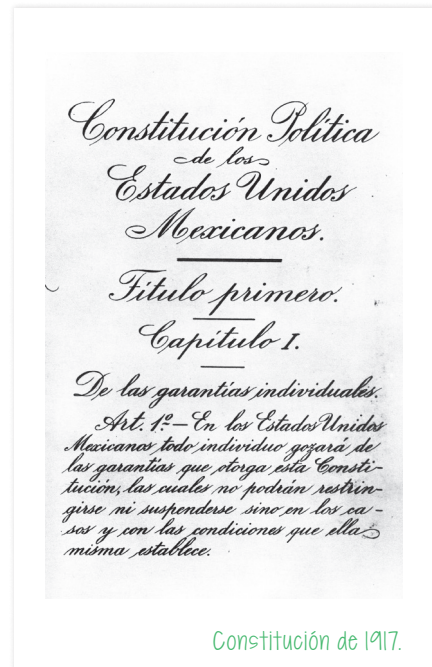 Constitución Política
de los
Estados Unidos
Mexicanos.
Título primero.
Capítulo I.
De las garantías individuales.
Art. 1º.— En los Estados Unidos
Mexicanos todo individuo gozará de
las garantías que otorga esta Consti-
tución, las cuales no podrán restrin-
girse ni suspenderse sino en los ca-
sos y con las condiciones que ella
misma establece.
Constitución de 1917.